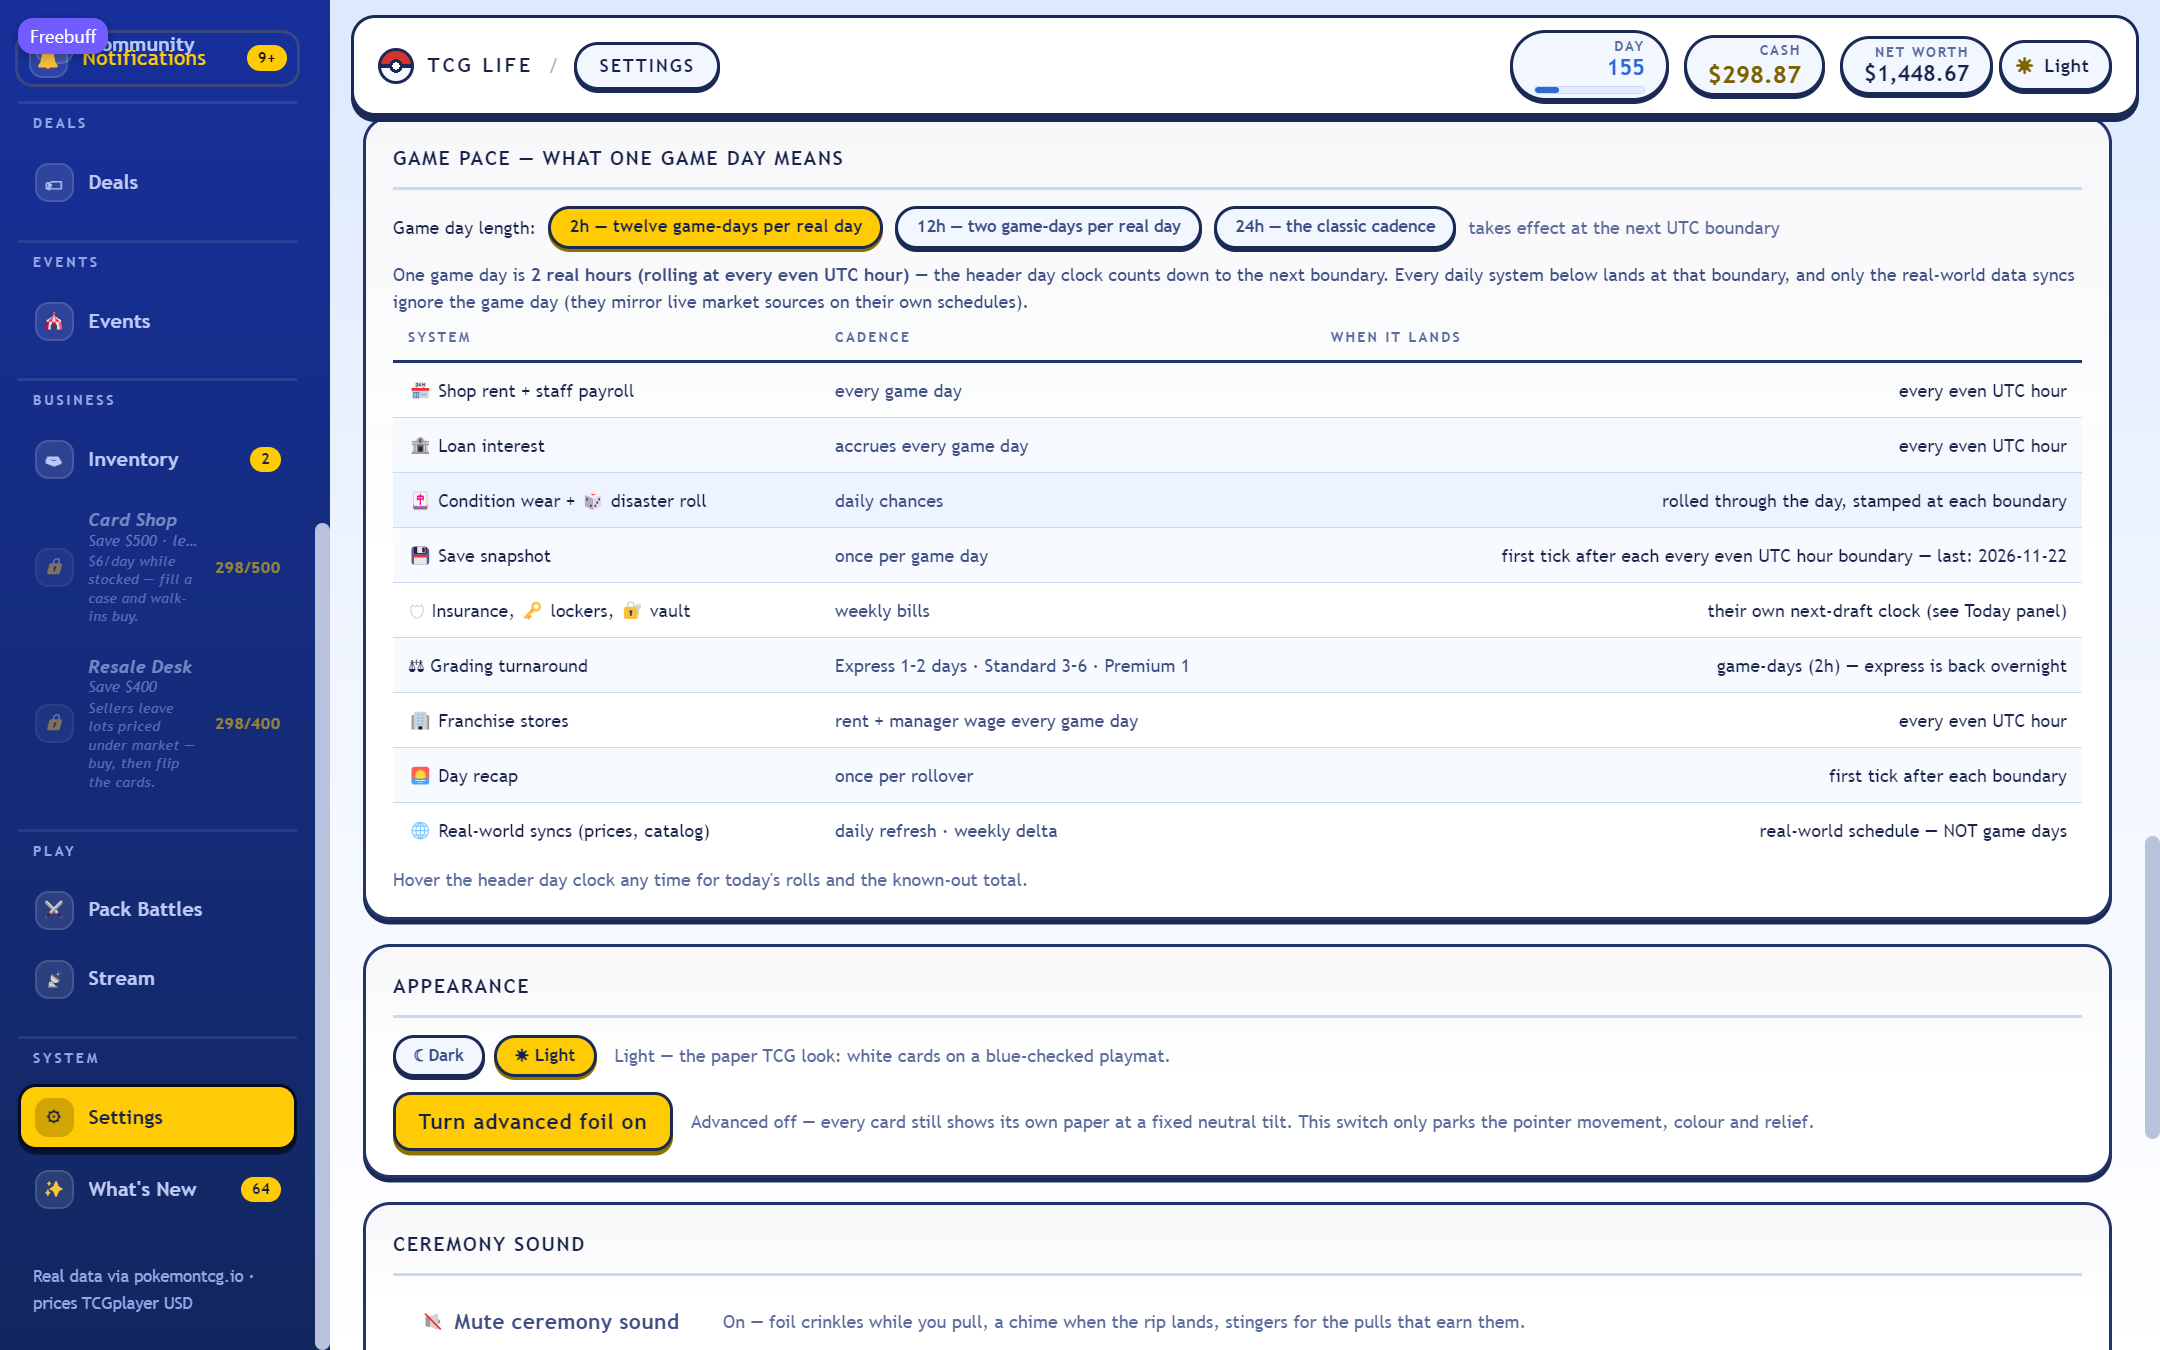 Freebuff
ommunity
Notifications
9+
DEALS
Deals
EVENTS
Events
BUSINESS
Inventory
2
Card Shop
Save $500 · le…
$6/day while
stocked — fill a
case and walk-
ins buy.
298/500
Resale Desk
Save $400
Sellers leave
lots priced
under market —
buy, then flip
the cards.
298/400
PLAY
Pack Battles
Stream
SYSTEM
Settings
What's New
64
Real data via pokemontcg.io ·
prices TCGplayer USD
TCG LIFE / SETTINGS
DAY
155
CASH
$298.87
NET WORTH
$1,448.67
Light
GAME PACE — WHAT ONE GAME DAY MEANS
Game day length: 2h — twelve game-days per real day 12h — two game-days per real day 24h — the classic cadence takes effect at the next UTC boundary
One game day is 2 real hours (rolling at every even UTC hour) — the header day clock counts down to the next boundary. Every daily system below lands at that boundary, and only the real-world data syncs
ignore the game day (they mirror live market sources on their own schedules).
SYSTEM CADENCE WHEN IT LANDS
Shop rent + staff payroll every game day every even UTC hour
Loan interest accrues every game day every even UTC hour
Condition wear + disaster roll daily chances rolled through the day, stamped at each boundary
Save snapshot once per game day first tick after each every even UTC hour boundary — last: 2026-11-22
Insurance, lockers, vault weekly bills their own next-draft clock (see Today panel)
Grading turnaround Express 1–2 days · Standard 3–6 · Premium 1 game-days (2h) — express is back overnight
Franchise stores rent + manager wage every game day every even UTC hour
Day recap once per rollover first tick after each boundary
Real-world syncs (prices, catalog) daily refresh · weekly delta real-world schedule — NOT game days
Hover the header day clock any time for today's rolls and the known-out total.
APPEARANCE
Dark Light Light — the paper TCG look: white cards on a blue-checked playmat.
Turn advanced foil on Advanced off — every card still shows its own paper at a fixed neutral tilt. This switch only parks the pointer movement, colour and relief.
CEREMONY SOUND
Mute ceremony sound On — foil crinkles while you pull, a chime when the rip lands, stingers for the pulls that earn them.